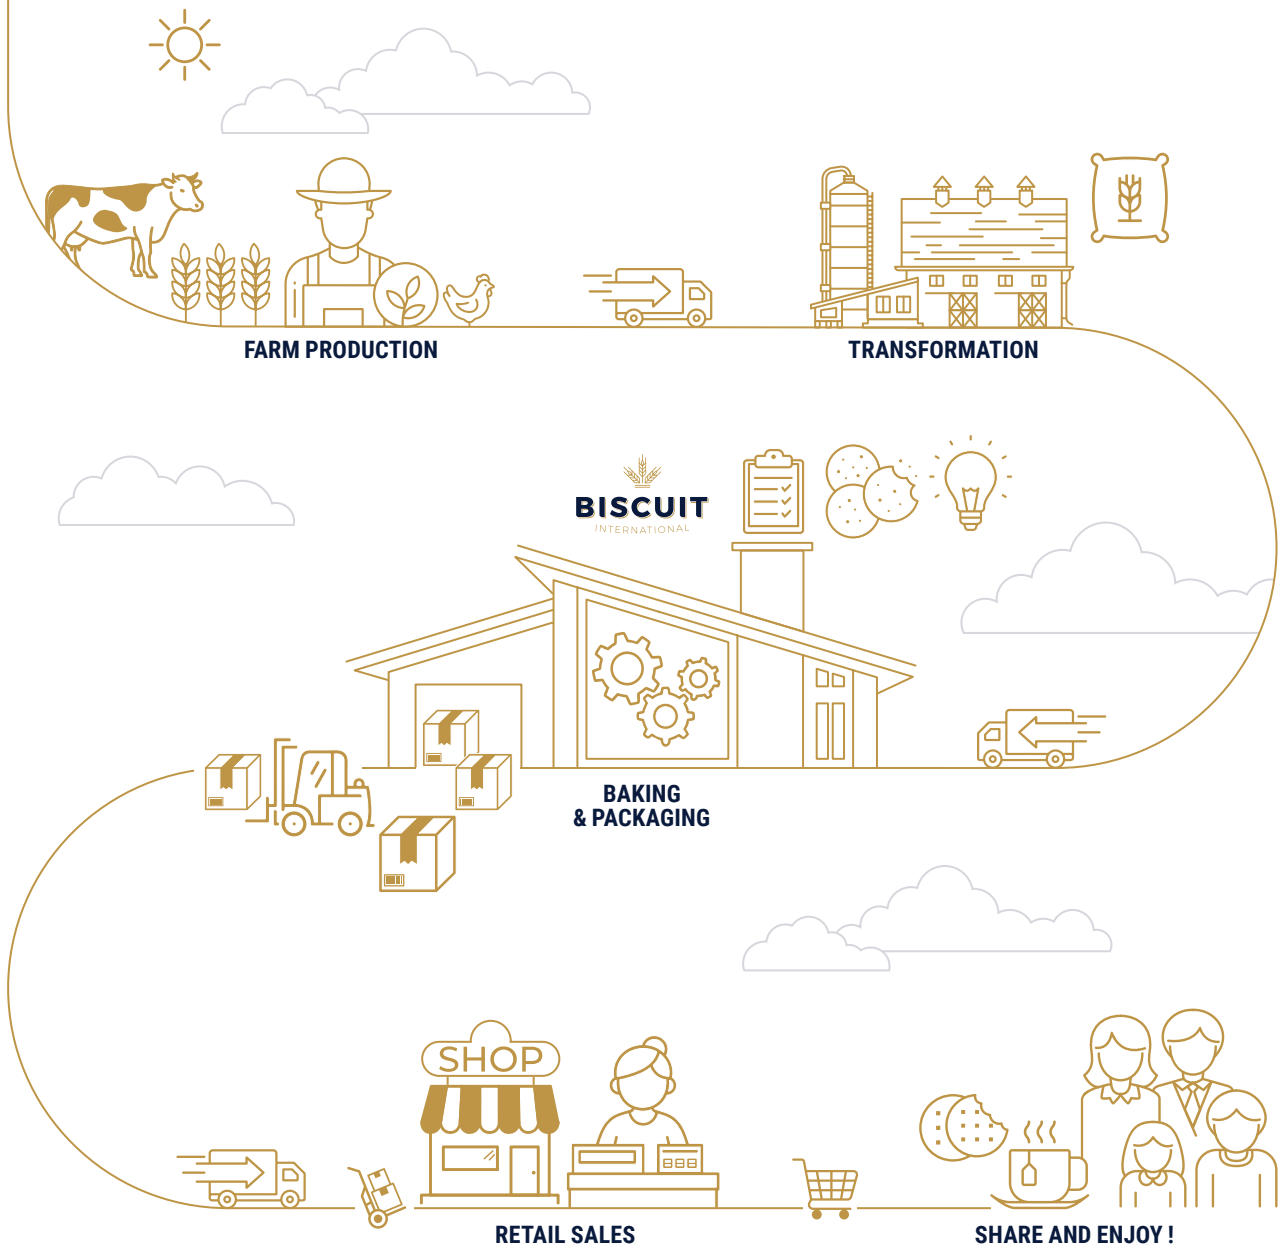 FARM PRODUCTION
TRANSFORMATION
BISCUIT
INTERNATIONAL
BAKING
& PACKAGING
SHOP
RETAIL SALES
SHARE AND ENJOY !